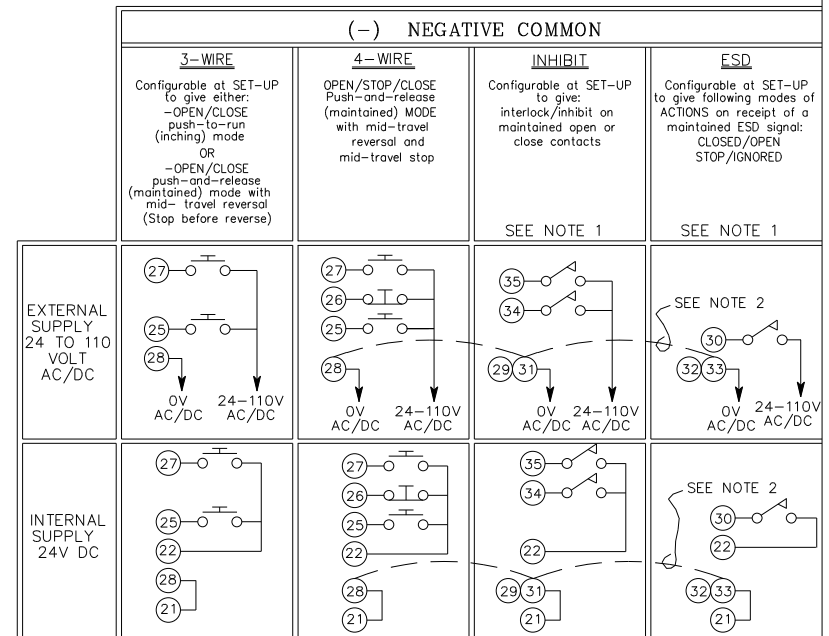 (-) NEGATIVE COMMON
3-WIRE
Configurable at SET-UP
to give either:
-OPEN/CLOSE
push-to-run
(inching) mode
OR
-OPEN/CLOSE
push-and-release
(maintained) mode with
mid- travel reversal
(Stop before reverse)
4-WIRE
OPEN/STOP/CLOSE
Push-and-release
(maintained) MODE
with mid-travel
reversal and
mid-travel stop
INHIBIT
Configurable at SET-UP
to give:
interlock/inhibit on
maintained open or
close contacts
SEE NOTE 1
ESD
Configurable at SET-UP
to give following modes of
ACTIONS on receipt of a
maintained ESD signal:
CLOSED/OPEN
STOP/IGNORED
SEE NOTE 1
EXTERNAL
SUPPLY
24 TO 110
VOLT
AC/DC
27
25
28
0V
AC/DC
24-110V
AC/DC
27
26
25
28
0V
AC/DC
24-110V
AC/DC
35
34
29 31
0V
AC/DC
24-110V
AC/DC
SEE NOTE 2
30
32 33
0V
AC/DC
24-110V
AC/DC
INTERNAL
SUPPLY
24V DC
27
25
22
28
21
27
26
25
22
28
21
35
34
22
29 31
21
SEE NOTE 2
30
22
32 33
21